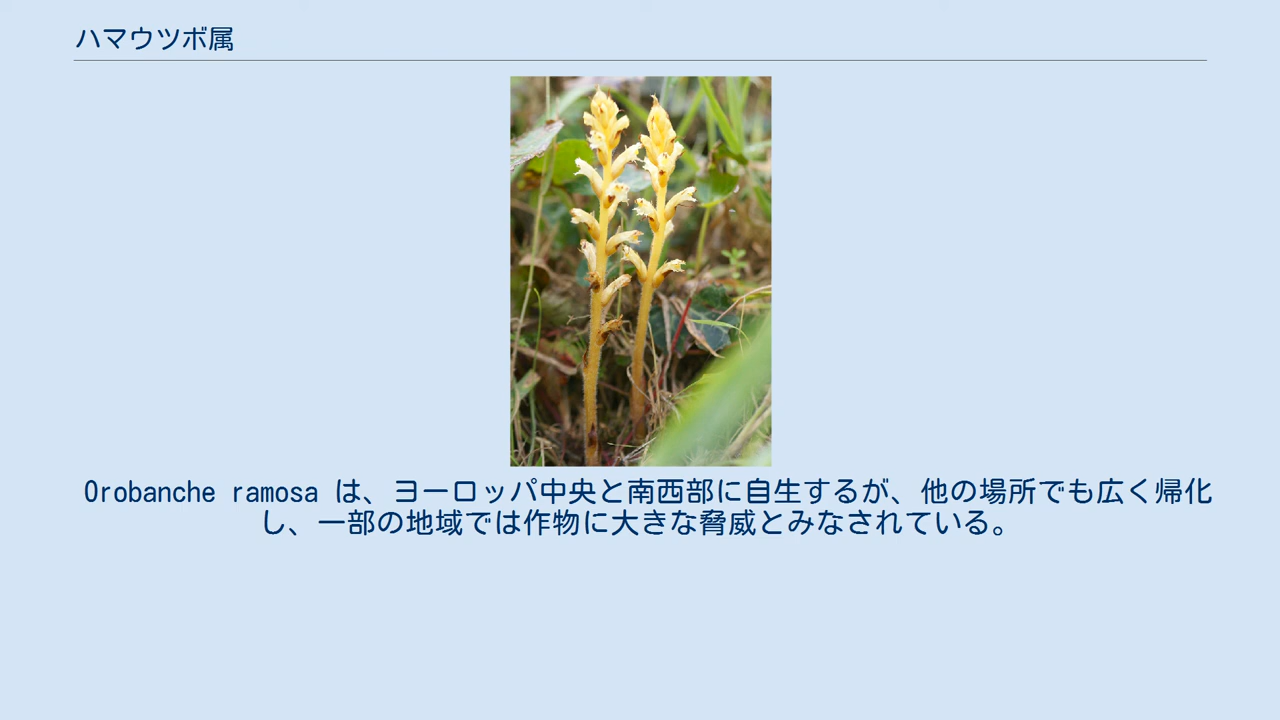 ハマウツボ属
Orobanche ramosa は、ヨーロッパ中央と南西部に自生するが、他の場所でも広く帰化
し、一部の地域では作物に大きな脅威とみなされている。